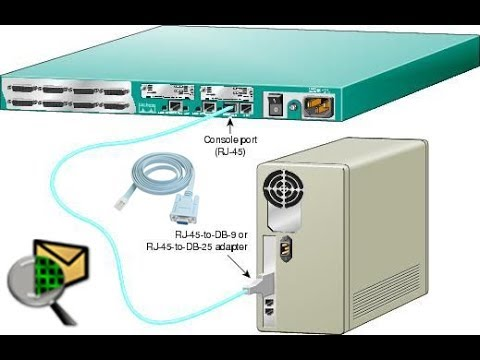 Console port
(RJ-45)
RJ-45-to-DB-9 or
RJ-45-to-DB-25 adapter